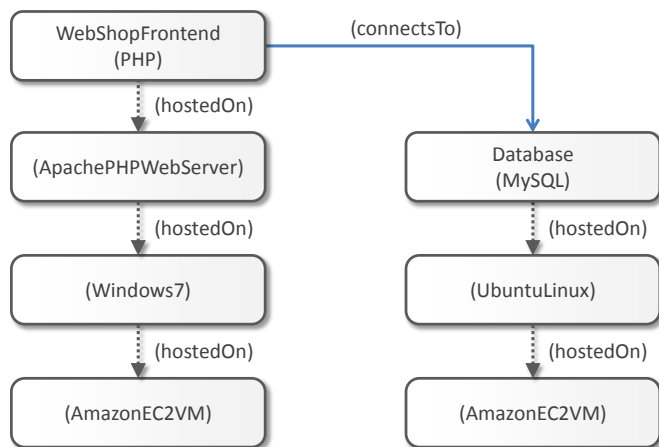 WebShopFrontend
(PHP)
(connectsTo)
(hostedOn)
(ApachePHPWebServer)
Database
(MySQL)
(hostedOn)
(hostedOn)
(Windows7)
(UbuntuLinux)
(hostedOn)
(hostedOn)
(AmazonEC2VM)
(AmazonEC2VM)